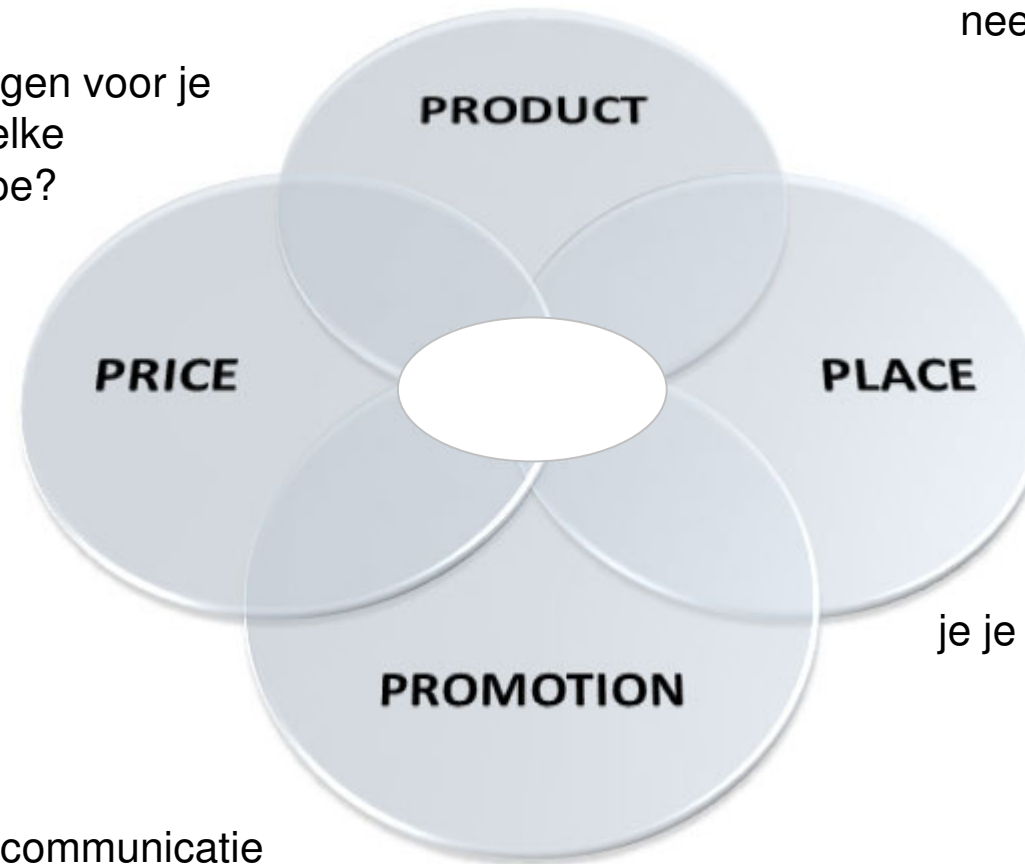 nee
gen voor je
elke
oe?
PRODUCT
PRICE
PLACE
je je
PROMOTION
communicatie